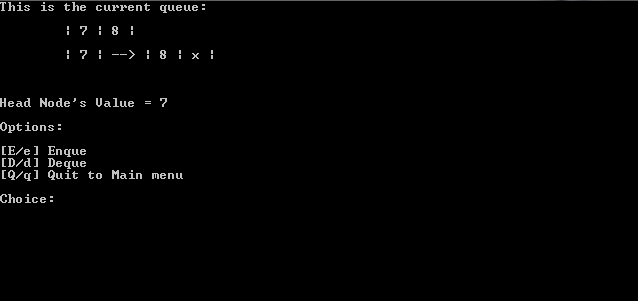 This is the current queue:
¦ 7 ¦ 8 ¦
¦ 7 ¦ --> ¦ 8 ¦ x ¦
Head Node's Value = 7
Options:
[E/e] Enque
[D/d] Deque
[Q/q] Quit to Main menu
Choice: